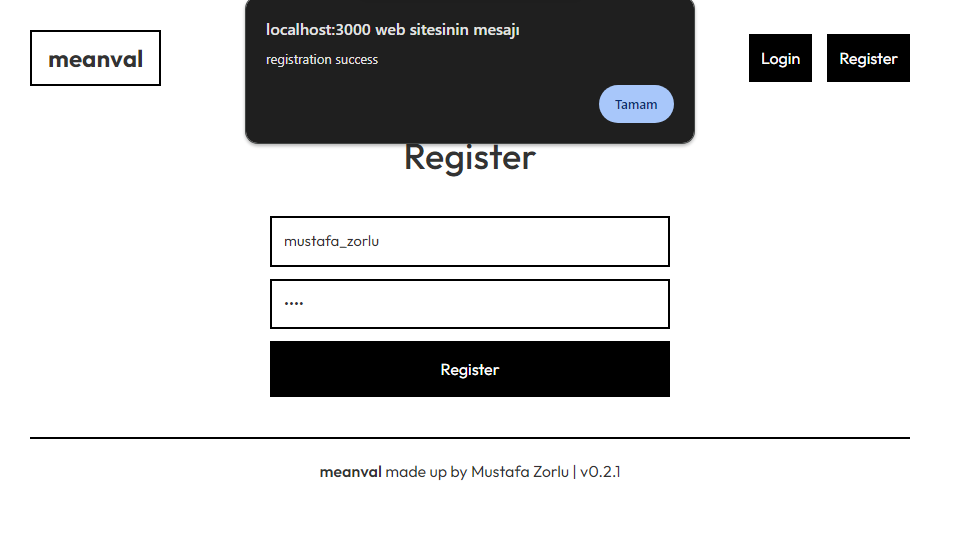 meanval
localhost:3000 web sitesinin mesajı
registration success
Tamam
Login
Register
Register
mustafa_zorlu
••••
Register
meanval made up by Mustafa Zorlu | v0.2.1